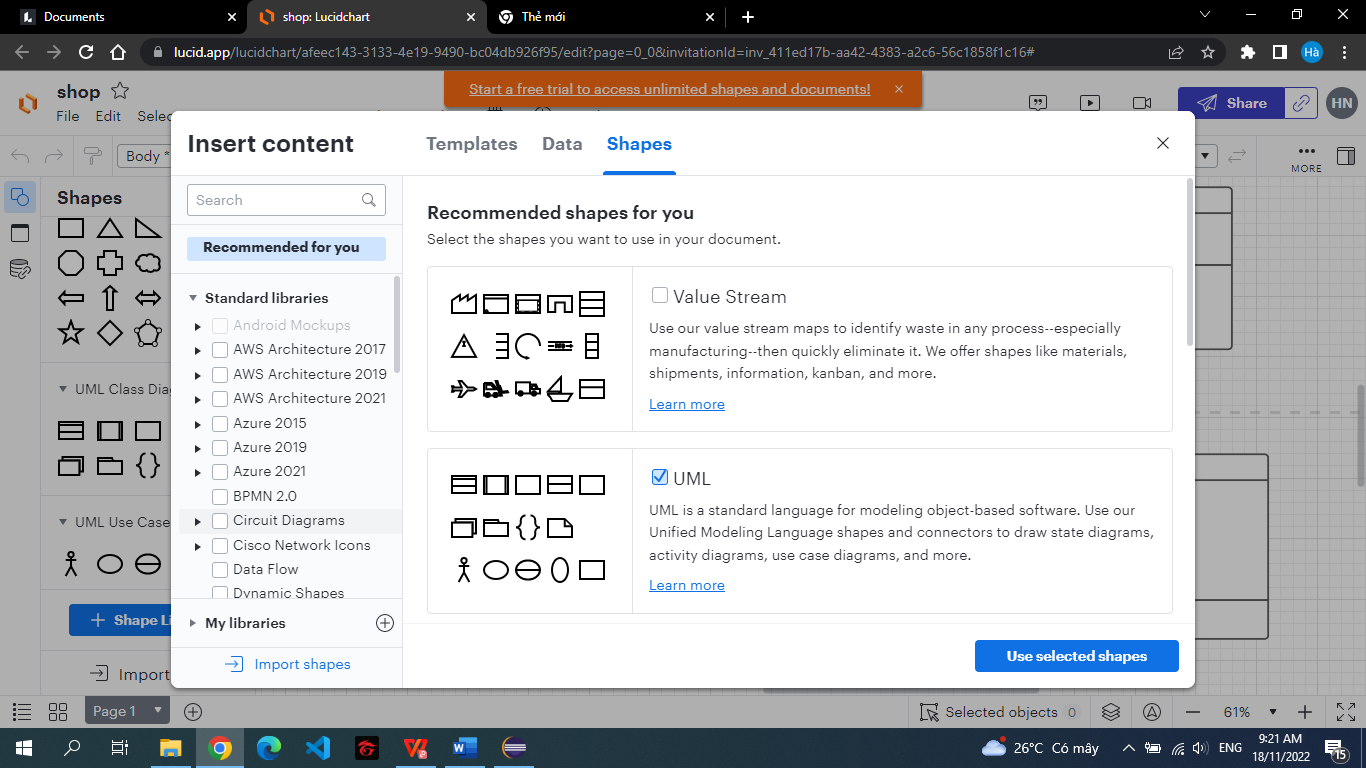 Documents
shop: Lucidchart
Thẻ mới
lucid.app/lucidchart/afeec143-3133-4e19-9490-bc04db926f95/edit?page=0_0&invitationId=inv_411ed17b-aa42-4383-a2c6-56c1858f1c16#
Hà
shop
Start a free trial to access unlimited shapes and documents!
File Edit Selec
Share
HN
Body
MORE
Shapes
UML Class Dia
UML Use Case
Shape Li
Import
Insert content
Templates
Data
Shapes
Search
Recommended for you
Standard libraries
Android Mockups
AWS Architecture 2017
AWS Architecture 2019
AWS Architecture 2021
Azure 2015
Azure 2019
Azure 2021
BPMN 2.0
Circuit Diagrams
Cisco Network Icons
Data Flow
Dynamic Shapes
My libraries
Import shapes
Recommended shapes for you
Select the shapes you want to use in your document.
Value Stream
Use our value stream maps to identify waste in any process--especially
manufacturing--then quickly eliminate it. We offer shapes like materials,
shipments, information, kanban, and more.
Learn more
UML
UML is a standard language for modeling object-based software. Use our
Unified Modeling Language shapes and connectors to draw state diagrams,
activity diagrams, use case diagrams, and more.
Learn more
Use selected shapes
Page 1
Selected objects 0
61%
26°C Có mây
ENG
9:21 AM
18/11/2022
15